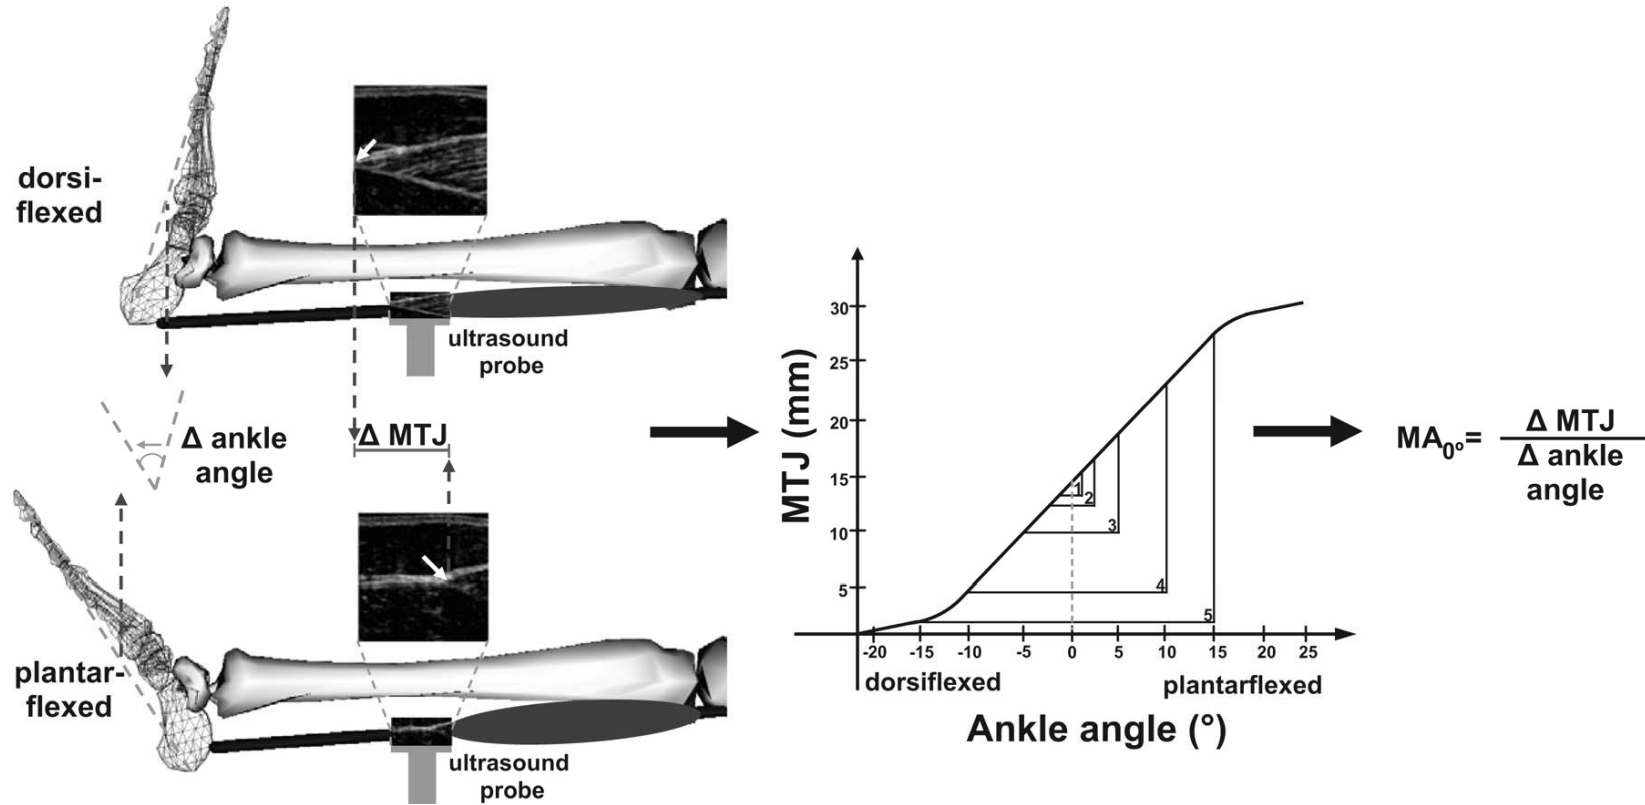 dorsi-
flexed
ultrasound
probe
Δ ankle
angle
Δ MTJ
plantar-
flexed
ultrasound
probe
MTJ (mm)
30
25
20
15
10
5
1
2
3
4
5
-20 -15 -10 -5 0 5 10 15 20 25
dorsiflexed plantarflexed
Ankle angle (°)
MA0º= Δ MTJ
Δ ankle
angle